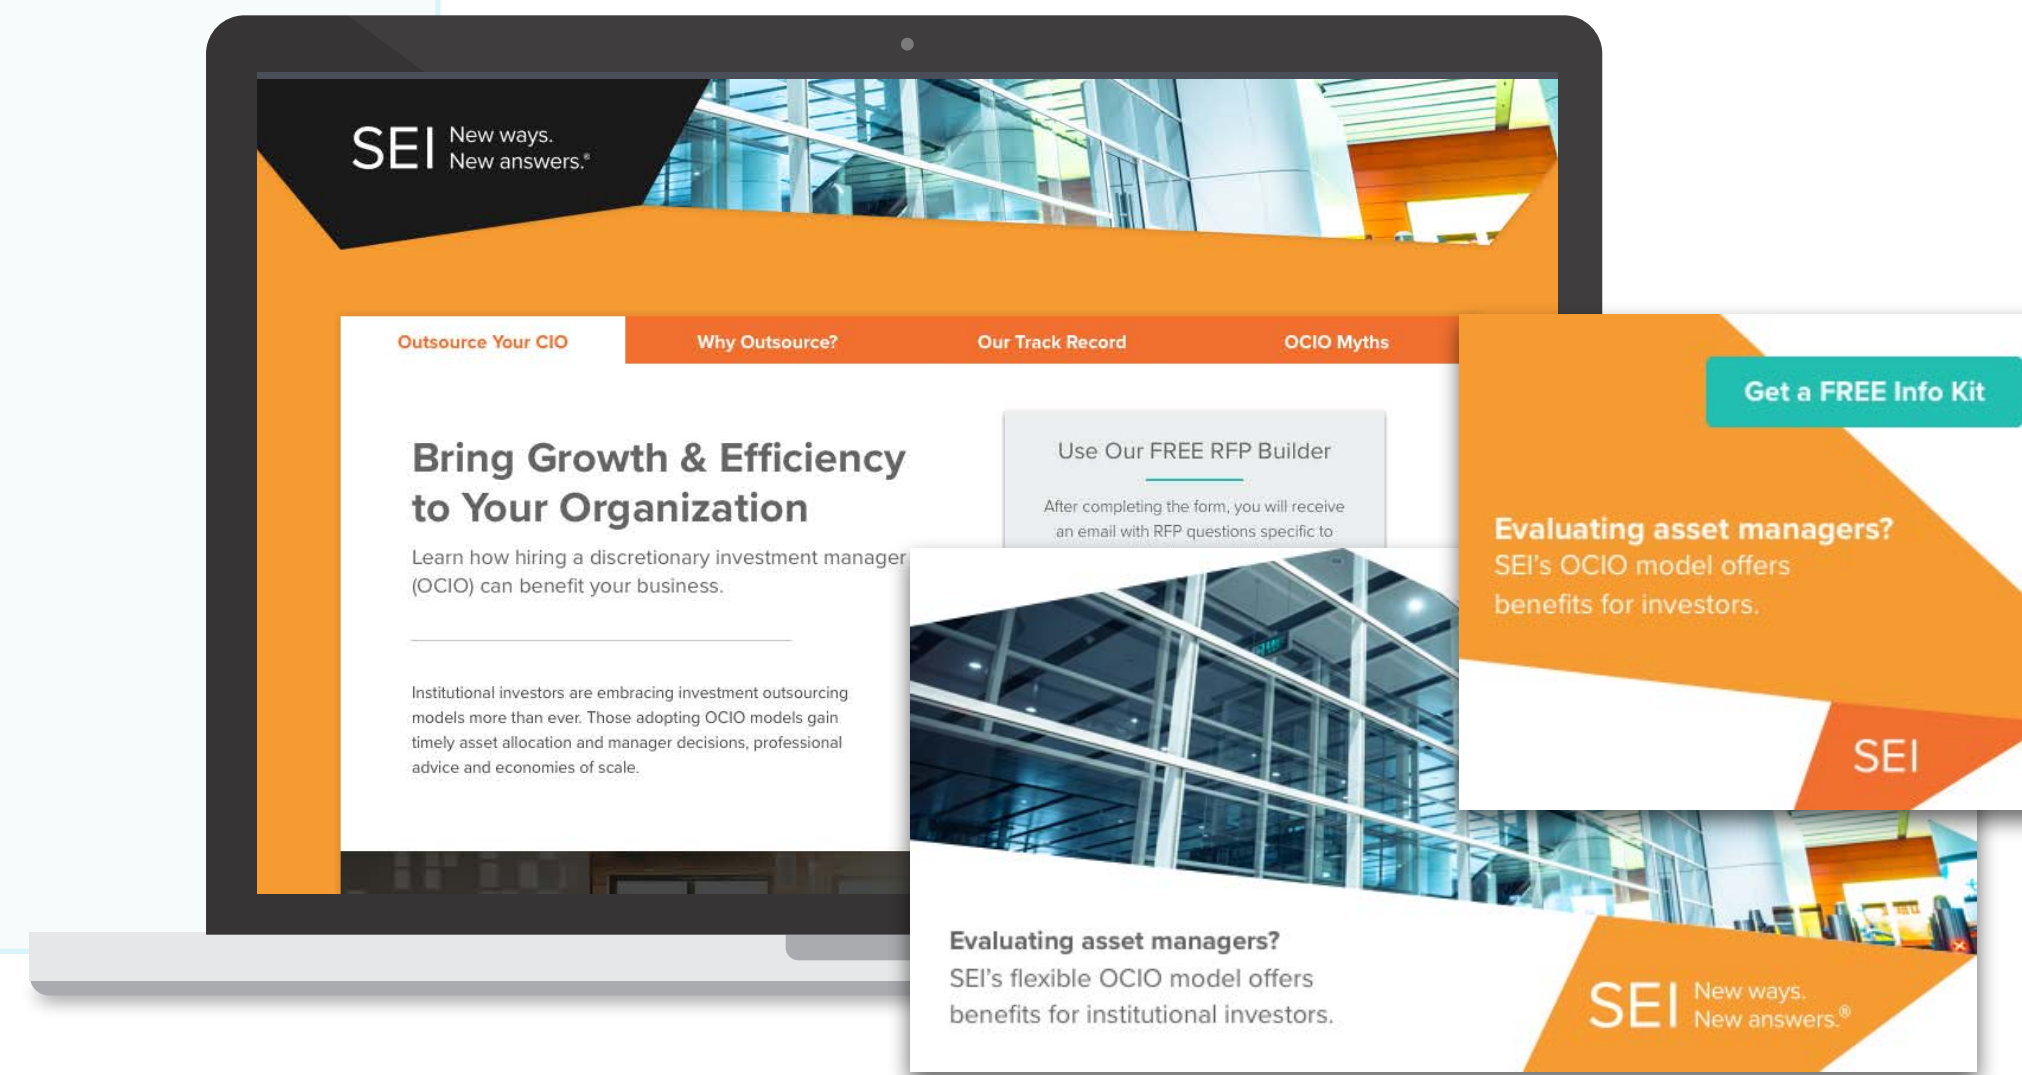 SEI
New ways.
New answers.®
Outsource Your CIO
Why Outsource?
Our Track Record
OCIO Myths
Bring Growth & Efficiency
to Your Organization
Learn how hiring a discretionary investment manager
(OCIO) can benefit your business.
Institutional investors are embracing investment outsourcing
models more than ever. Those adopting OCIO models gain
timely asset allocation and manager decisions, professional
advice and economies of scale.
Use Our FREE RFP Builder
After completing the form, you will receive
an email with RFP questions specific to
Get a FREE Info Kit
Evaluating asset managers?
SEI's OCIO model offers
benefits for investors.
SEI
Evaluating asset managers?
SEI's flexible OCIO model offers
benefits for institutional investors.
SEI
New ways.
New answers.®